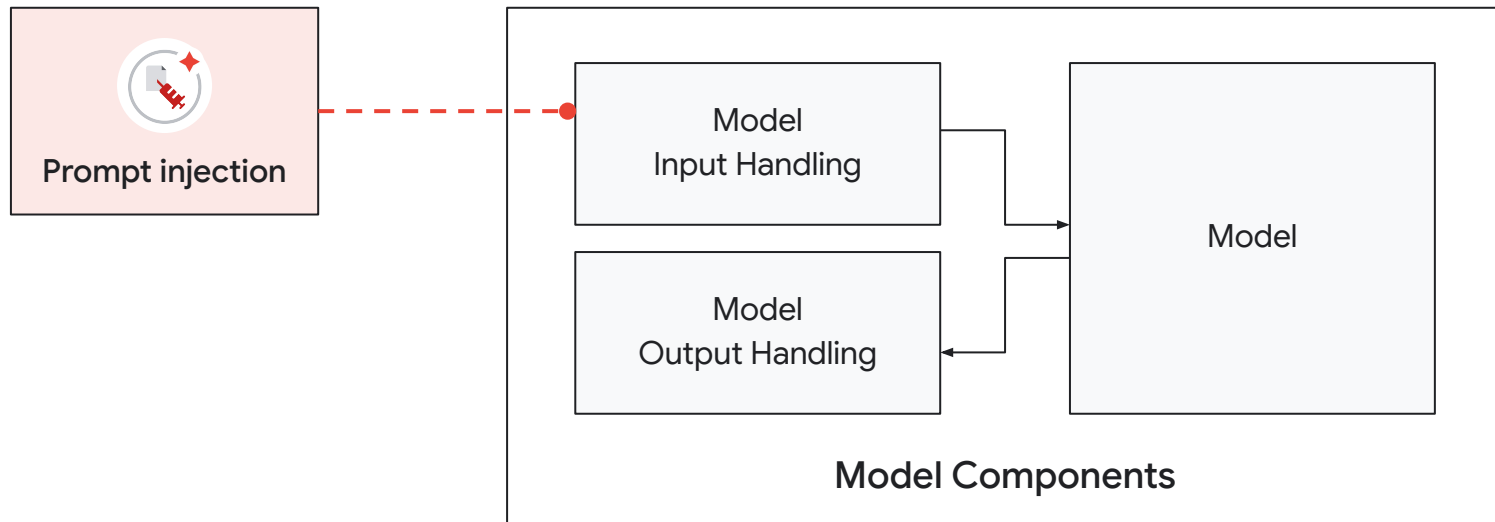 Prompt injection
Model
Input Handling
Model
Output Handling
Model
Model Components